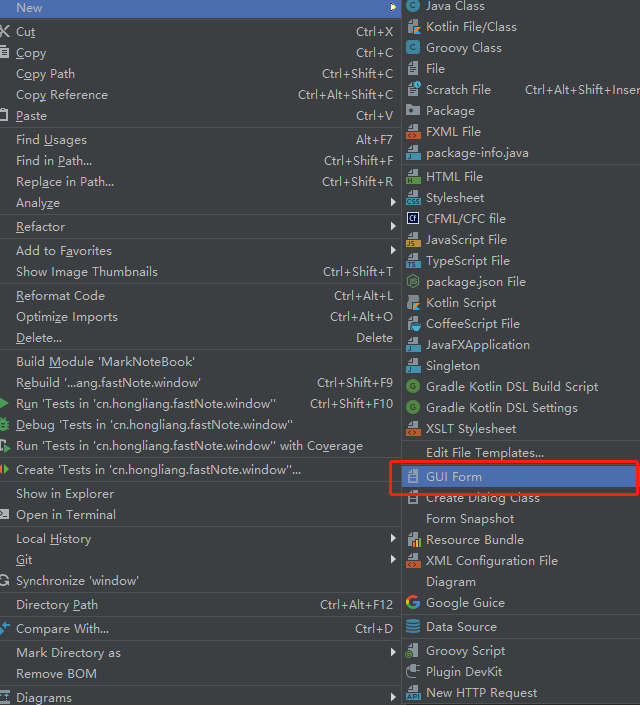 New
Cut Ctrl+X
Copy Ctrl+C
Copy Path Ctrl+Shift+C
Copy Reference Ctrl+Alt+Shift+C
Paste Ctrl+V
Find Usages Alt+F7
Find in Path... Ctrl+Shift+F
Replace in Path... Ctrl+Shift+R
Analyze
Refactor
Add to Favorites
Show Image Thumbnails Ctrl+Shift+T
Reformat Code Ctrl+Alt+L
Optimize Imports Ctrl+Alt+O
Delete... Delete
Build Module 'MarkNoteBook'
Rebuild '...ang.fastNote.window' Ctrl+Shift+F9
Run 'Tests in 'cn.hongliang.fastNote.window'' Ctrl+Shift+F10
Debug 'Tests in 'cn.hongliang.fastNote.window''
Run 'Tests in 'cn.hongliang.fastNote.window'' with Coverage
Create 'Tests in 'cn.hongliang.fastNote.window''...
Show in Explorer
Open in Terminal
Local History
Git
Synchronize 'window'
Directory Path Ctrl+Alt+F12
Compare With... Ctrl+D
Mark Directory as
Remove BOM
Diagrams
Java Class
Kotlin File/Class
Groovy Class
File
Scratch File Ctrl+Alt+Shift+Inser
Package
FXML File
package-info.java
HTML File
Stylesheet
CFML/CFC file
JavaScript File
TypeScript File
package.json File
Kotlin Script
CoffeeScript File
JavaFXApplication
Singleton
Gradle Kotlin DSL Build Script
Gradle Kotlin DSL Settings
XSLT Stylesheet
Edit File Templates...
GUI Form
Create Dialog Class
Form Snapshot
Resource Bundle
XML Configuration File
Diagram
Google Guice
Data Source
Groovy Script
Plugin DevKit
New HTTP Request